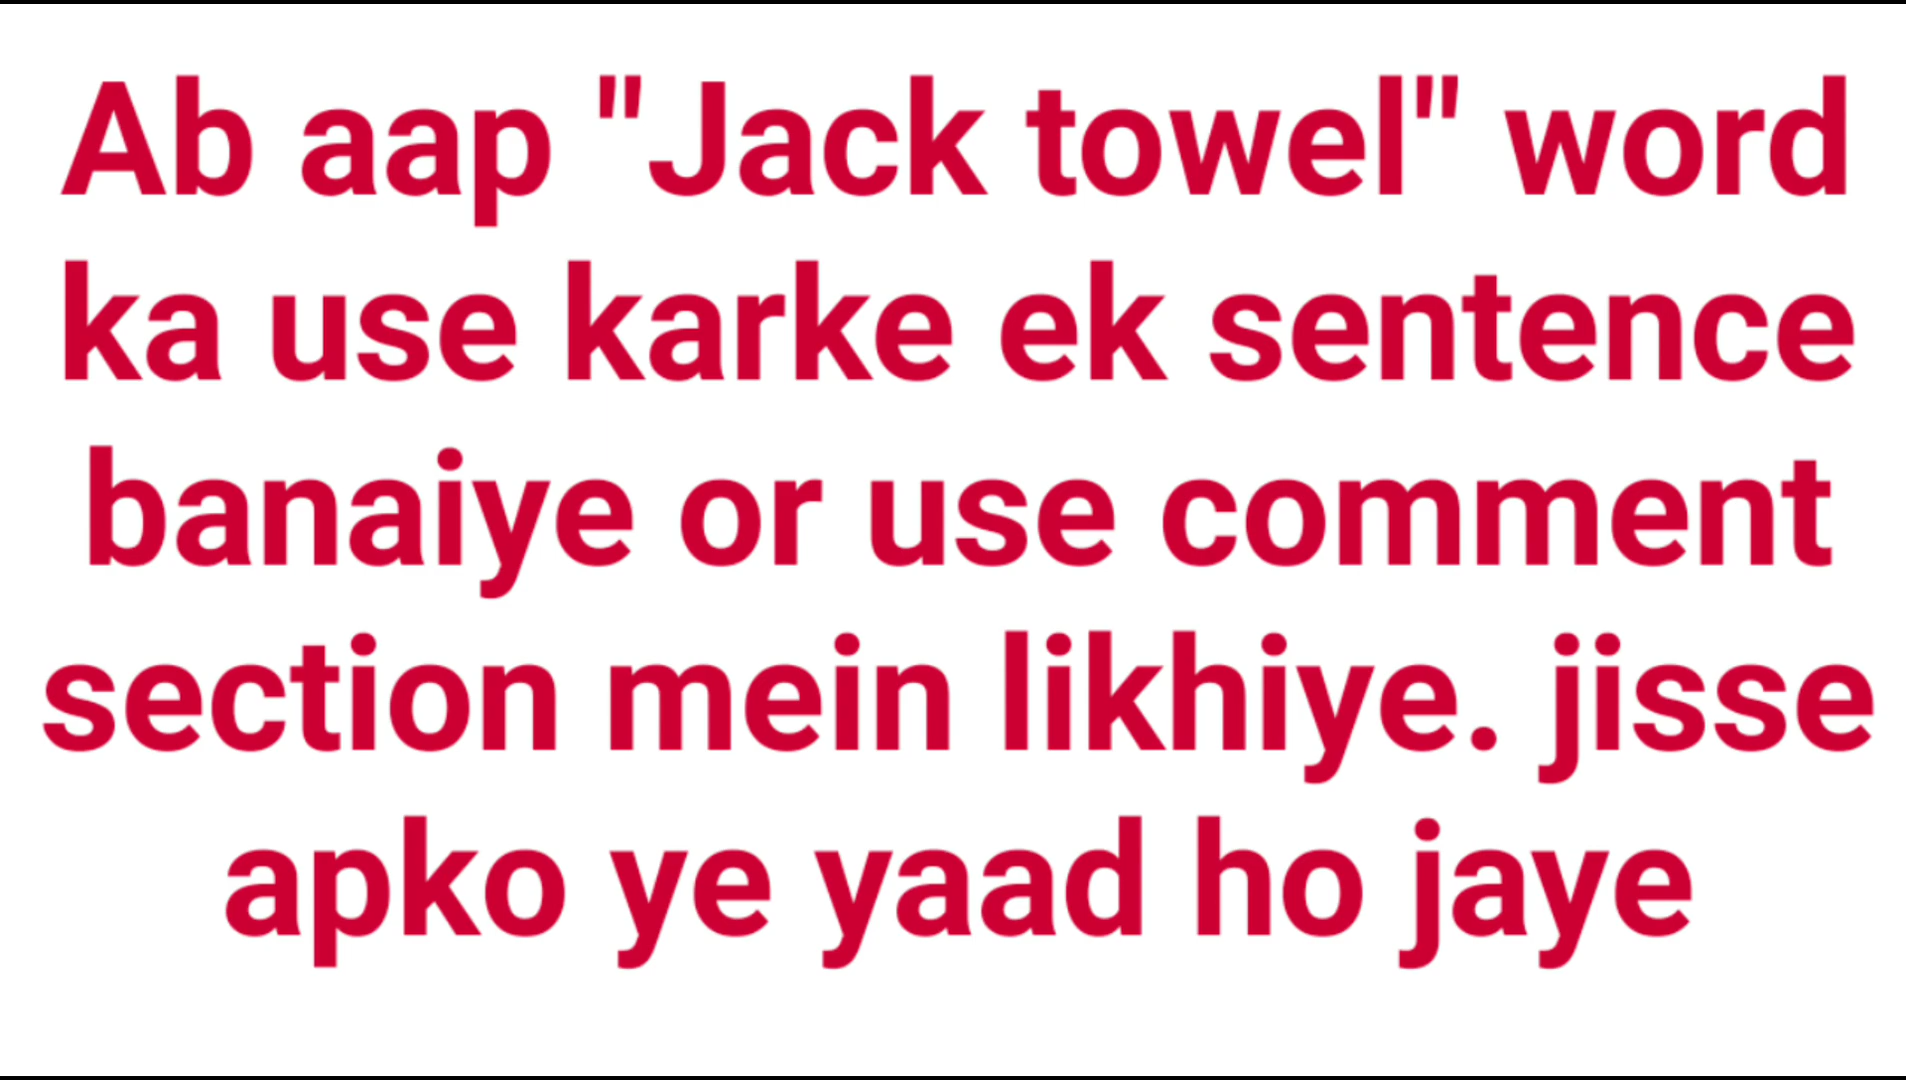 Ab aap "Jack towel" word
ka use karke ek sentence
banaiye or use comment
section mein likhiye. jisse
apko ye yaad ho jaye